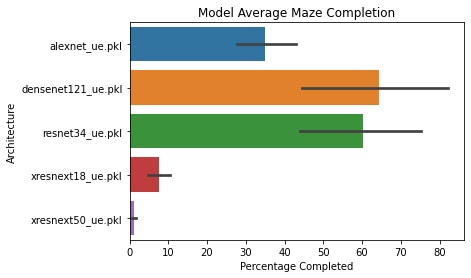 Model Average Maze Completion
Architecture
alexnet_ue.pkl
densenet121_ue.pkl
resnet34_ue.pkl
xresnext18_ue.pkl
xresnext50_ue.pkl
0 10 20 30 40 50 60 70 80
Percentage Completed